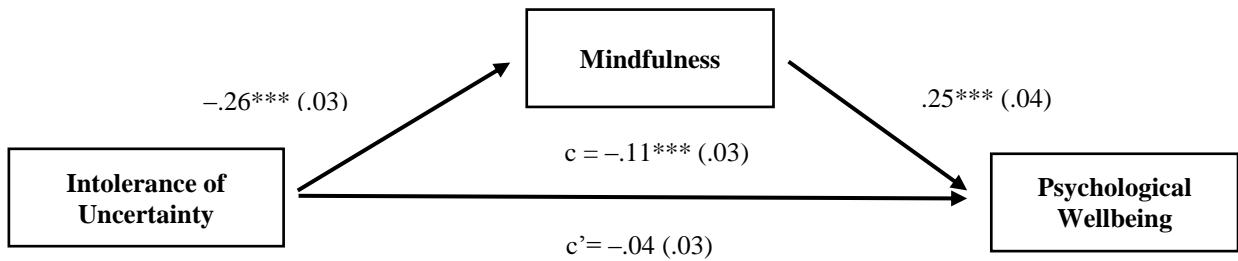 Mindfulness
–.26*** (.03)
.25*** (.04)
c = –.11*** (.03)
Intolerance of
Uncertainty
Psychological
Wellbeing
c’= –.04 (.03)